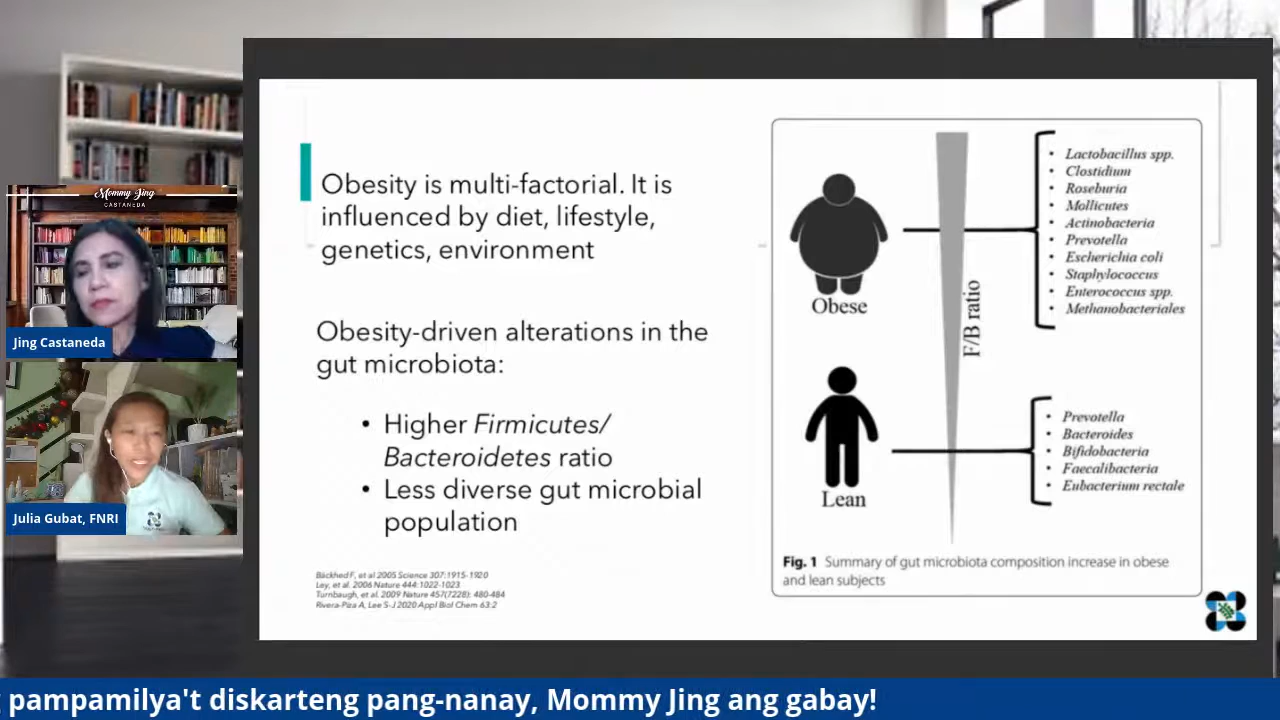 Mommy Jing
CASTAÑEDA
Jing Castaneda
Julia Gubat, FNRI
Obesity is multi-factorial. It is
influenced by diet, lifestyle,
genetics, environment
Obesity-driven alterations in the
gut microbiota:
• Higher Firmicutes/
Bacteroidetes ratio
• Less diverse gut microbial
population
Bäckhed F, et al 2005 Science 307:1915-1920
Ley, et al. 2006 Nature 444:1022-1023
Turnbaugh, et al. 2009 Nature 457(7228): 480-484
Rivera-Piza A, Lee S-J 2020 Appl Biol Chem 63:2
Obese
F/B ratio
• Lactobacillus spp.
• Clostridium
• Roseburia
• Mollicutes
• Actinobacteria
• Prevotella
• Escherichia coli
• Staphylococcus
• Enterococcus spp.
• Methanobacteriales
Lean
• Prevotella
• Bacteroides
• Bifidobacteria
• Faecalibacteria
• Eubacterium rectale
Fig. 1 Summary of gut microbiota composition increase in obese
and lean subjects
pampamilya't diskarteng pang-nanay, Mommy Jing ang gabay!